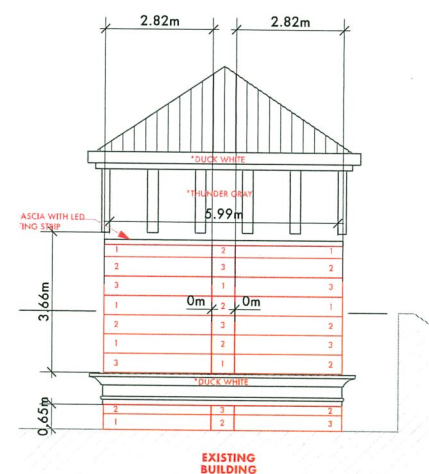 2.82m 2.82m
*DUCK WHITE
*THUNDER GRAY
ASCIA WITH LED
TING STRIP
5.99m
1 2 1
2 3 2
3 1 3
3.66m
0m 0m
1 2 1
2 3 2
1 2 3
3 1 2
*DUCK WHITE
0.65m
2 3 2
1 2 3
EXISTING
BUILDING